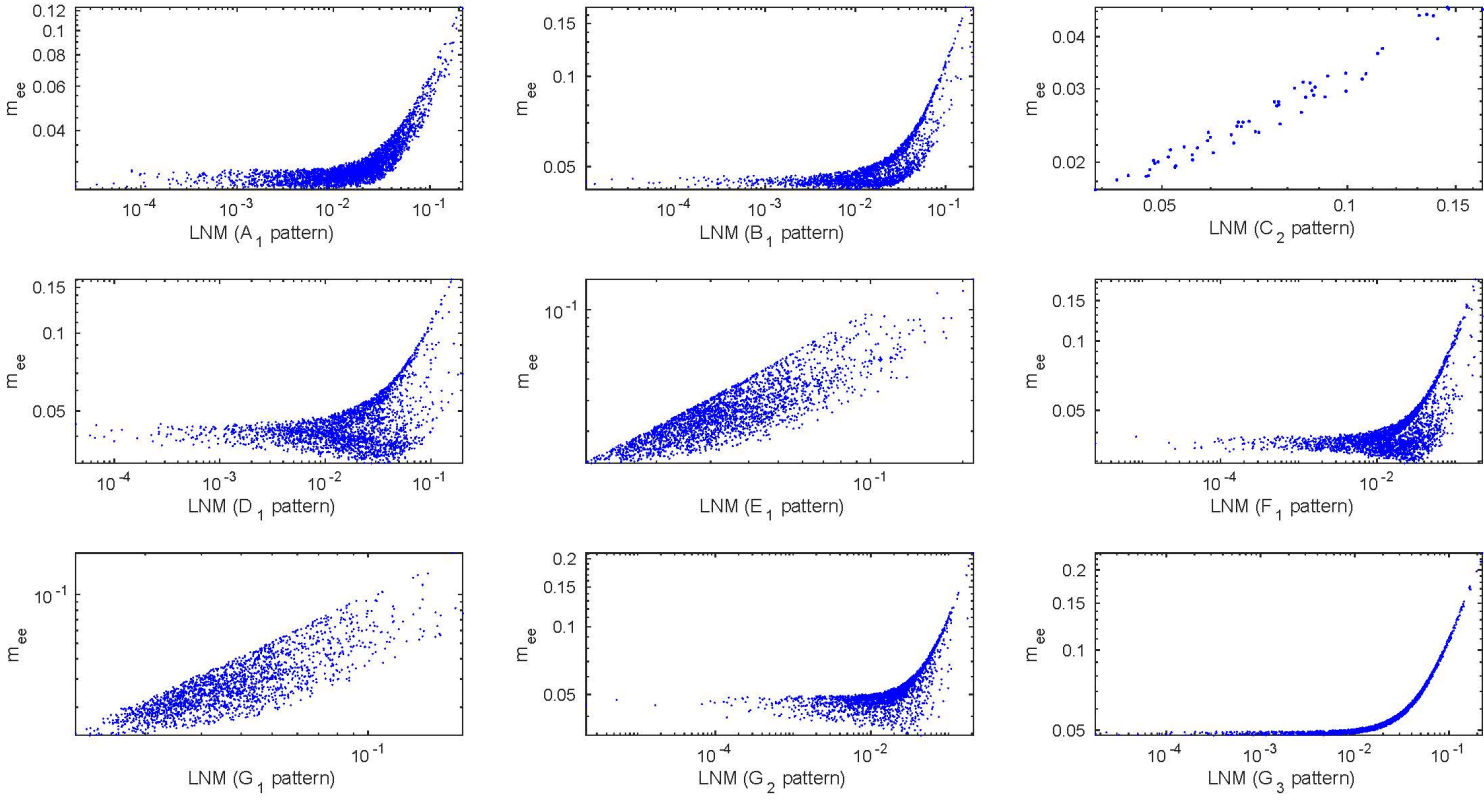 0.12
0.1
0.08
0.06
0.04
m_ee
10^-4
10^-3
10^-2
10^-1
LNM (A_1 pattern)
0.15
0.1
0.05
m_ee
10^-4
10^-3
10^-2
10^-1
LNM (B_1 pattern)
0.04
0.03
0.02
m_ee
0.05
0.1
0.15
LNM (C_2 pattern)
0.15
0.1
0.05
m_ee
10^-4
10^-3
10^-2
10^-1
LNM (D_1 pattern)
10^-1
m_ee
10^-1
LNM (E_1 pattern)
0.15
0.1
0.05
m_ee
10^-4
10^-2
LNM (F_1 pattern)
10^-1
m_ee
10^-1
LNM (G_1 pattern)
0.2
0.15
0.1
0.05
m_ee
10^-4
10^-2
LNM (G_2 pattern)
0.2
0.15
0.1
0.05
m_ee
10^-4
10^-3
10^-2
10^-1
LNM (G_3 pattern)